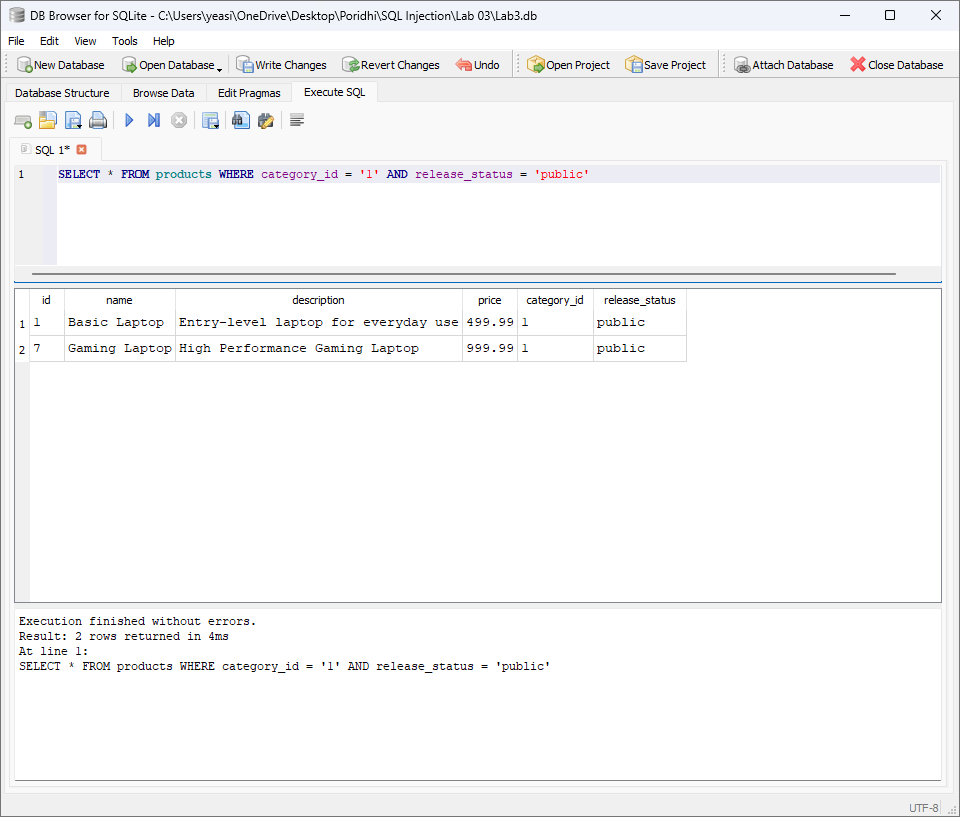 DB Browser for SQLite - C:\Users\yeasi\OneDrive\Desktop\Poridhi\SQL Injection\Lab 03\Lab3.db
File Edit View Tools Help
New Database Open Database Write Changes Revert Changes Undo Open Project Save Project Attach Database Close Database
Database Structure Browse Data Edit Pragmas Execute SQL
SQL 1*
1 SELECT * FROM products WHERE category_id = '1' AND release_status = 'public'
id name description price category_id release_status
1 1 Basic Laptop Entry-level laptop for everyday use 499.99 1 public
2 7 Gaming Laptop High Performance Gaming Laptop 999.99 1 public
Execution finished without errors.
Result: 2 rows returned in 4ms
At line 1:
SELECT * FROM products WHERE category_id = '1' AND release_status = 'public'
UTF-8